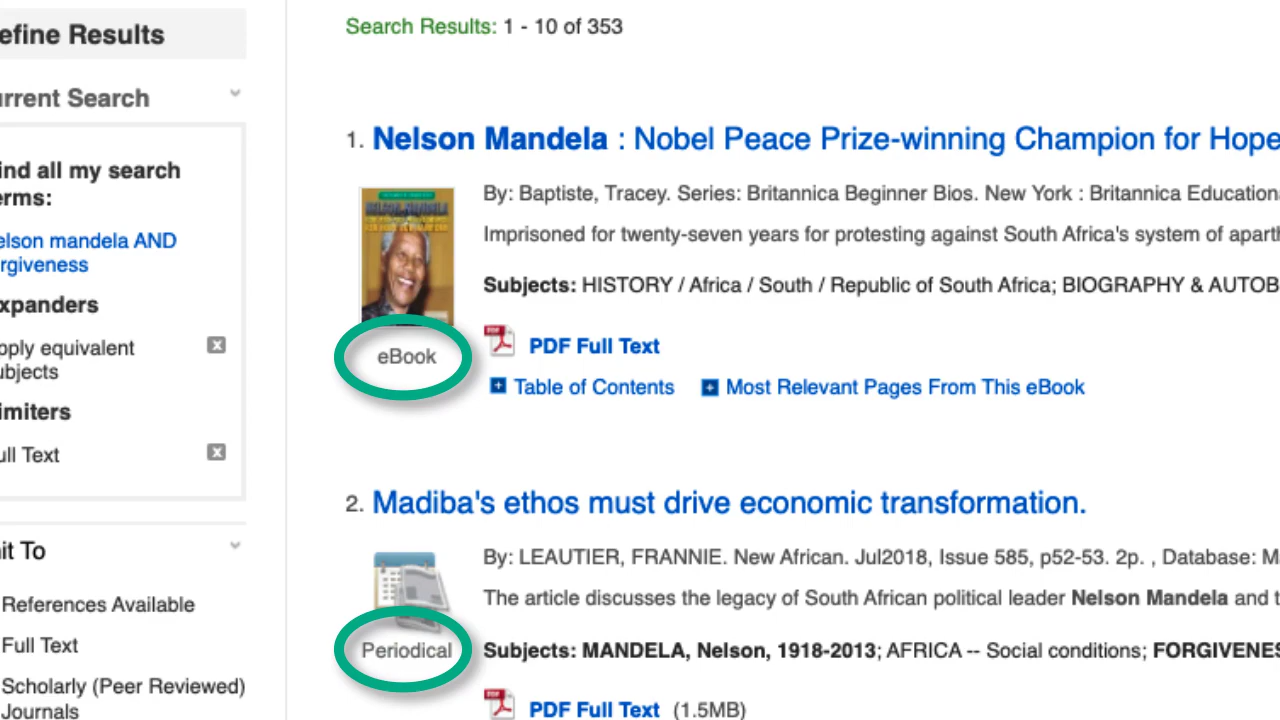 efine Results
urrent Search
ind all my search
erms:
elson mandela AND
rgiveness
xpanders
pply equivalent
ubjects
imiters
ull Text
it To
References Available
Full Text
Scholarly (Peer Reviewed)
Journals
Search Results: 1 - 10 of 353
1. Nelson Mandela : Nobel Peace Prize-winning Champion for Hope
NELSON MANDELA
By: Baptiste, Tracey. Series: Britannica Beginner Bios. New York : Britannica Educationa
Imprisoned for twenty-seven years for protesting against South Africa's system of aparth
Subjects: HISTORY / Africa / South / Republic of South Africa; BIOGRAPHY & AUTOB
eBook
PDF Full Text
Table of Contents Most Relevant Pages From This eBook
2. Madiba's ethos must drive economic transformation.
By: LEAUTIER, FRANNIE. New African. Jul2018, Issue 585, p52-53. 2p. , Database: M
The article discusses the legacy of South African political leader Nelson Mandela and t
Periodical
Subjects: MANDELA, Nelson, 1918-2013; AFRICA -- Social conditions; FORGIVENES
PDF
PDF Full Text (1.5MB)